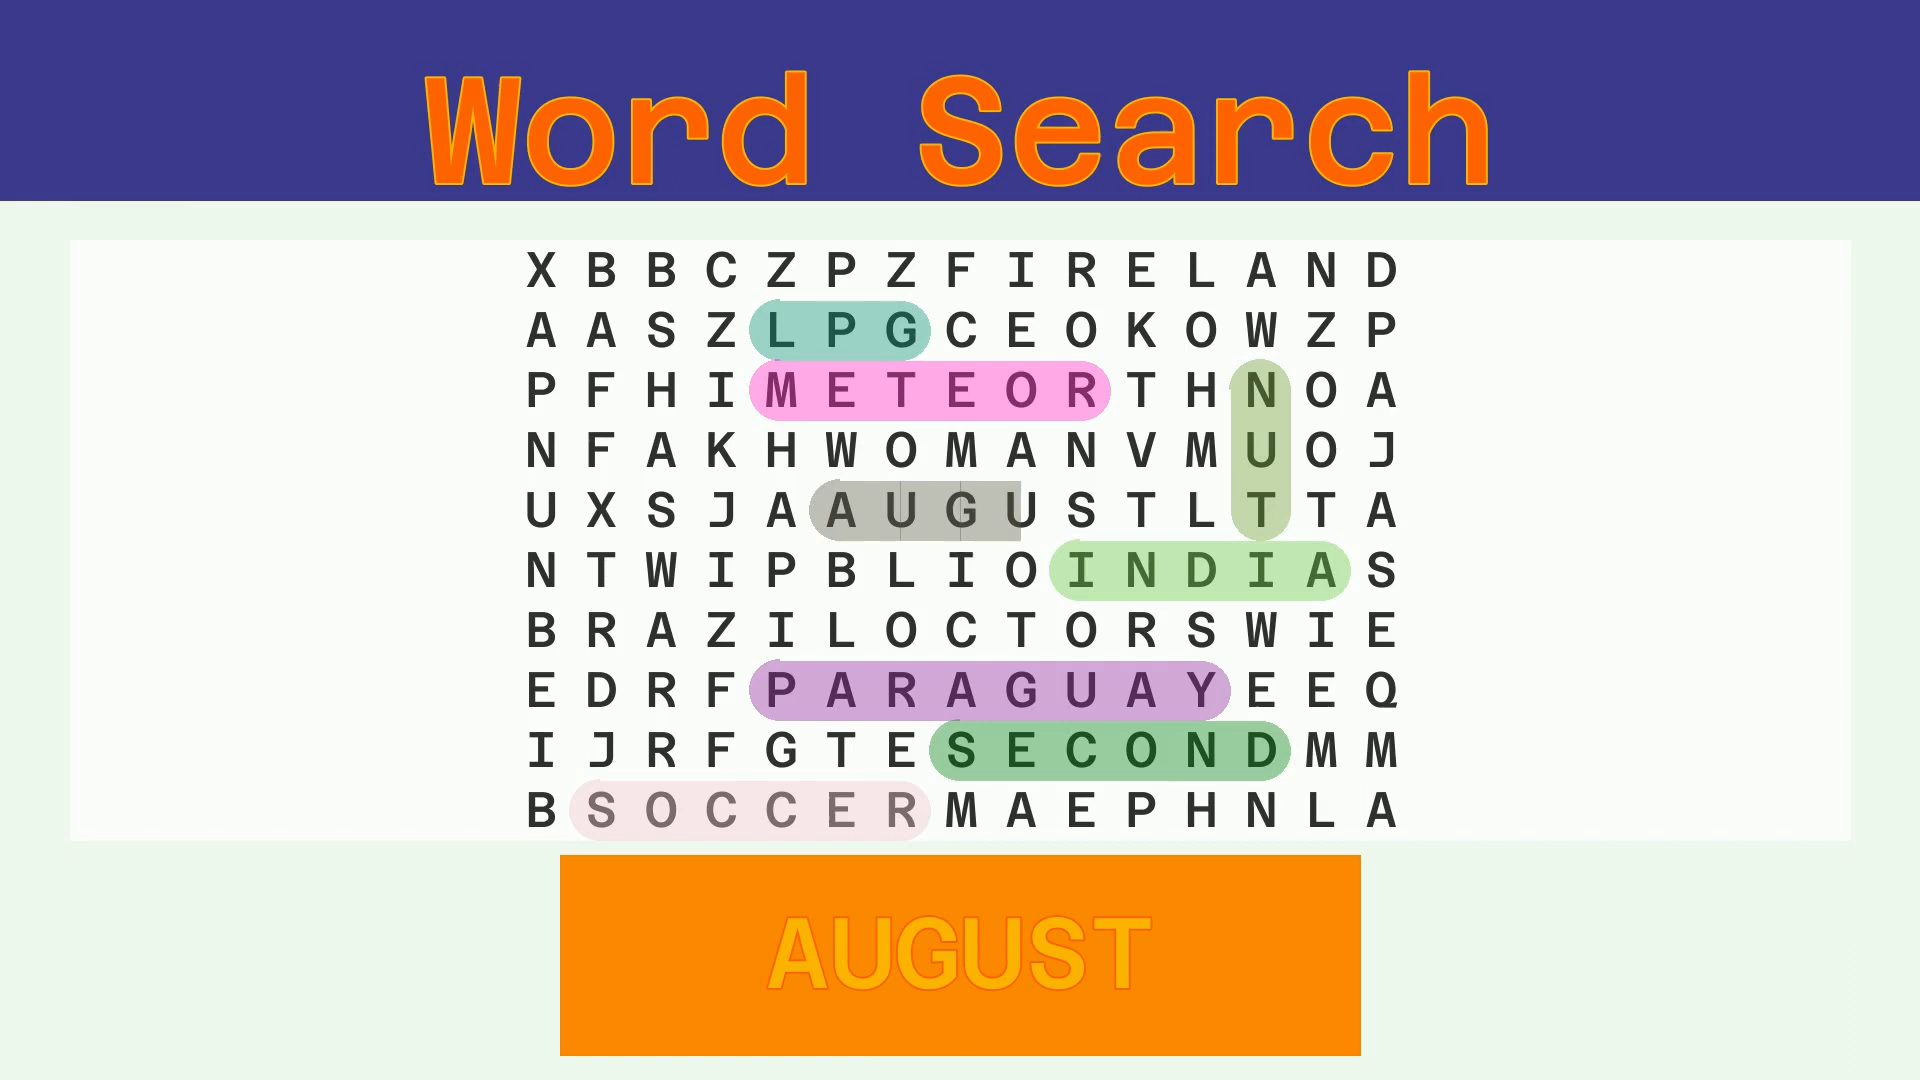 Word Search
X B B C Z P Z F I R E L A N D
A A S Z L P G C E O K O W Z P
P F H I M E T E O R T H N O A
N F A K H W O M A N V M U O J
U X S J A A U G U S T L T T A
N T W I P B L I O I N D I A S
B R A Z I L O C T O R S W I E
E D R F P A R A G U A Y E E Q
I J R F G T E S E C O N D M M
B S O C C E R M A E P H N L A
AUGUST